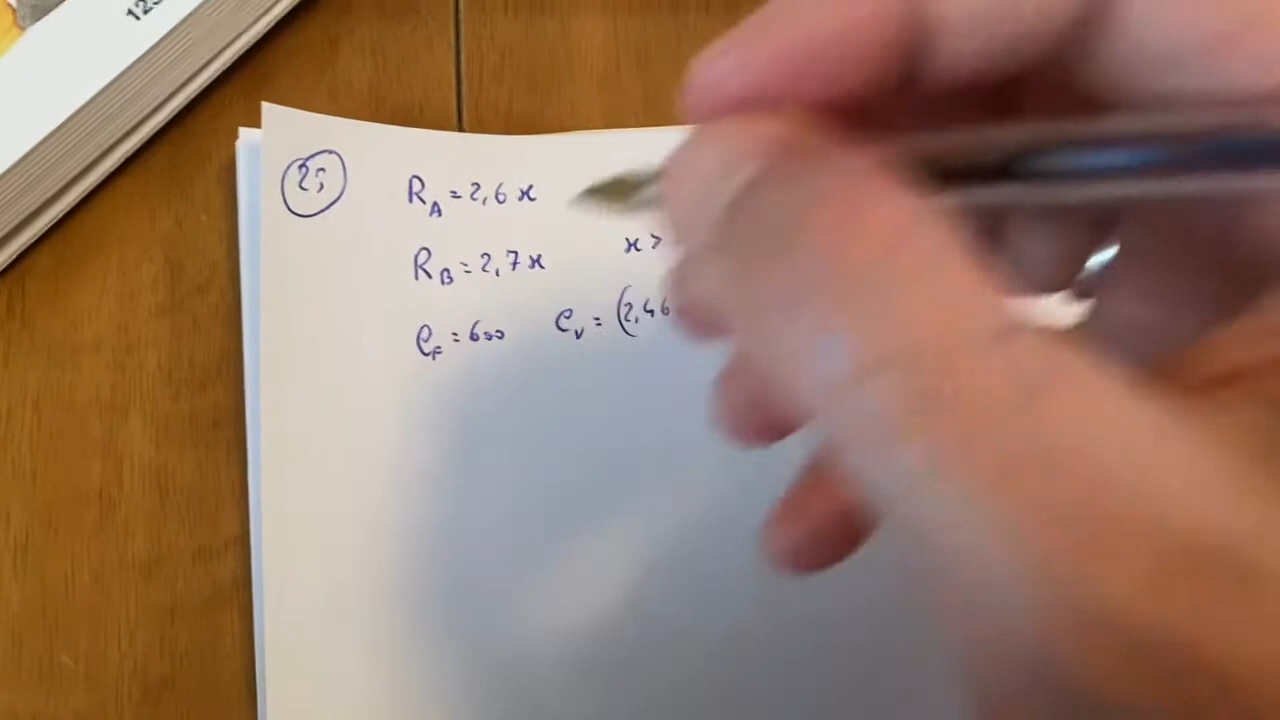 25
R_A = 2,6 x
R_B = 2,7 x x >
C_F = 600 C_V = (2,46